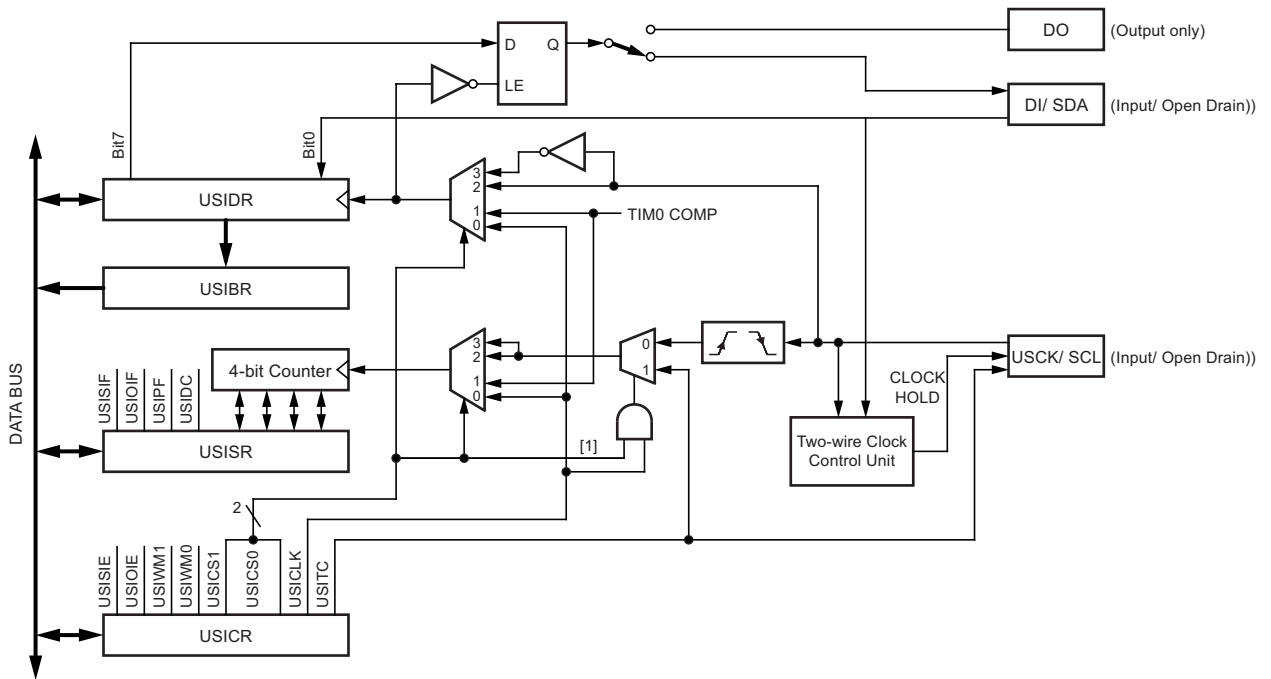 DO
(Output only)
D
Q
LE
DI/ SDA
(Input/ Open Drain))
Bit7
Bit0
3
2
1
0
TIM0 COMP
USIDR
USIBR
DATA BUS
3
2
1
0
0
1
USCK/ SCL
(Input/ Open Drain))
4-bit Counter
CLOCK
HOLD
USISIF
USIOIF
USIPF
USIDC
[1]
Two-wire Clock
Control Unit
USISR
2
USISIE
USIOIE
USIWM1
USIWM0
USICS1
USICS0
USICLK
USITC
USICR